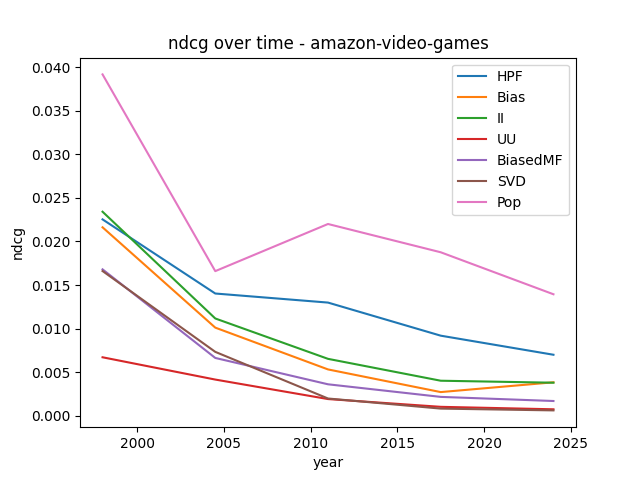 ndcg over time - amazon-video-games
0.040
0.035
0.030
0.025
0.020
0.015
0.010
0.005
0.000
ndcg
HPF
Bias
II
UU
BiasedMF
SVD
Pop
2000
2005
2010
2015
2020
2025
year